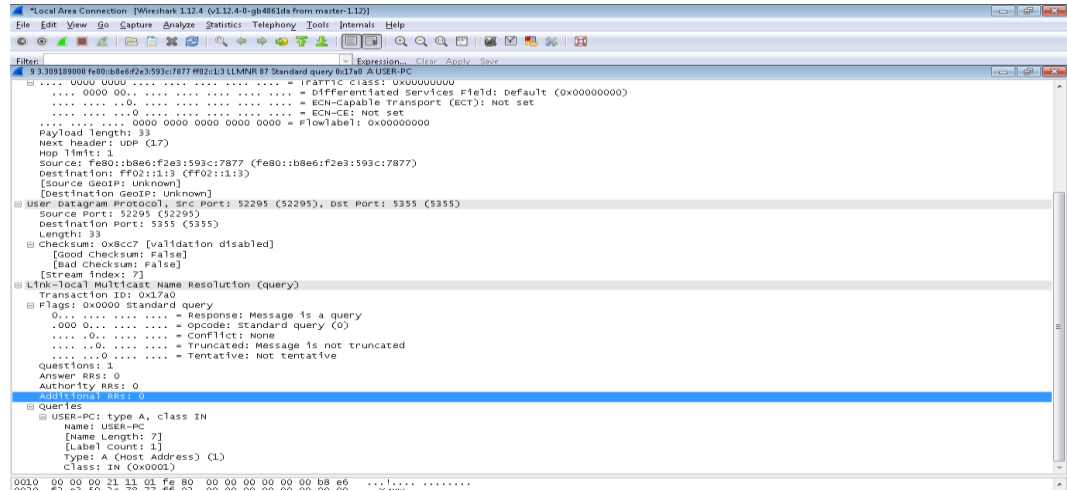 *Local Area Connection [Wireshark 1.12.4 (v1.12.4-0-gb4861da from master-1.12)]
File Edit View Go Capture Analyze Statistics Telephony Tools Internals Help
Filter: Expression... Clear Apply Save
9 3.309189000 fe80::b8e6:f2e3:593c:7877 ff02::1:3 LLMNR 87 Standard query 0x17a0 A USER-PC
.... 0000 0000 .... .... .... .... .... = Traffic class: 0x00000000
.... 0000 00.. .... .... .... .... .... = Differentiated Services Field: Default (0x00000000)
.... .... ..0. .... .... .... .... .... = ECN-Capable Transport (ECT): Not set
.... .... ...0 .... .... .... .... .... = ECN-CE: Not set
.... .... .... 0000 0000 0000 0000 0000 = Flowlabel: 0x00000000
Payload length: 33
Next header: UDP (17)
Hop limit: 1
Source: fe80::b8e6:f2e3:593c:7877 (fe80::b8e6:f2e3:593c:7877)
Destination: ff02::1:3 (ff02::1:3)
[Source GeoIP: Unknown]
[Destination GeoIP: Unknown]
User Datagram Protocol, Src Port: 52295 (52295), Dst Port: 5355 (5355)
Source Port: 52295 (52295)
Destination Port: 5355 (5355)
Length: 33
Checksum: 0x8cc7 [validation disabled]
[Good Checksum: False]
[Bad Checksum: False]
[Stream index: 7]
Link-local Multicast Name Resolution (query)
Transaction ID: 0x17a0
Flags: 0x0000 Standard query
0... .... .... .... = Response: Message is a query
.000 0... .... .... = Opcode: Standard query (0)
.... .0.. .... .... = Conflict: None
.... ..0. .... .... = Truncated: Message is not truncated
.... ...0 .... .... = Tentative: Not tentative
Questions: 1
Answer RRs: 0
Authority RRs: 0
Additional RRs: 0
Queries
USER-PC: type A, class IN
Name: USER-PC
[Name Length: 7]
[Label Count: 1]
Type: A (Host Address) (1)
Class: IN (0x0001)
0010 00 00 00 21 11 01 fe 80 00 00 00 00 00 00 b8 e6 ...!.... ........